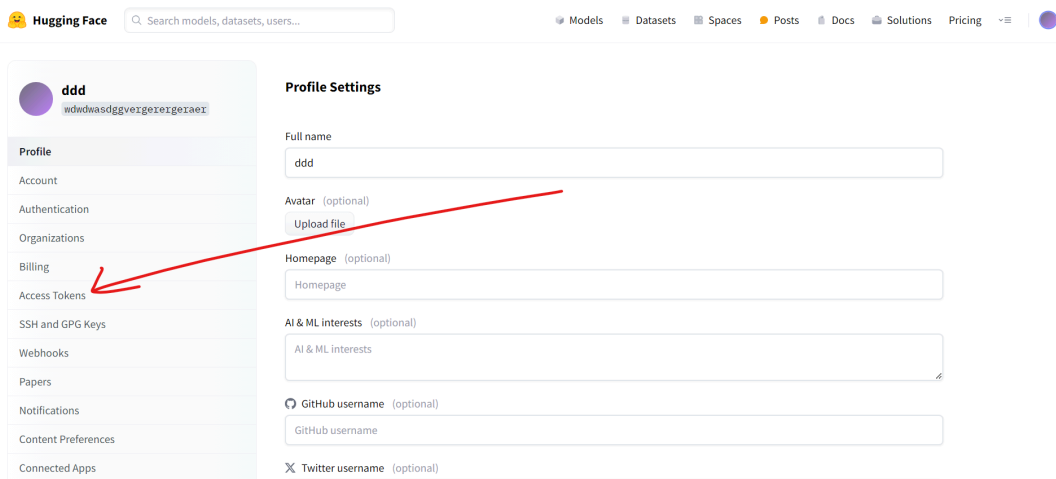 Hugging Face
Search models, datasets, users...
Models
Datasets
Spaces
Posts
Docs
Solutions
Pricing
ddd
wdwdwasdggvergerergeraer
Profile
Account
Authentication
Organizations
Billing
Access Tokens
SSH and GPG Keys
Webhooks
Papers
Notifications
Content Preferences
Connected Apps
Profile Settings
Full name
ddd
Avatar (optional)
Upload file
Homepage (optional)
Homepage
AI & ML interests (optional)
AI & ML interests
GitHub username (optional)
GitHub username
Twitter username (optional)